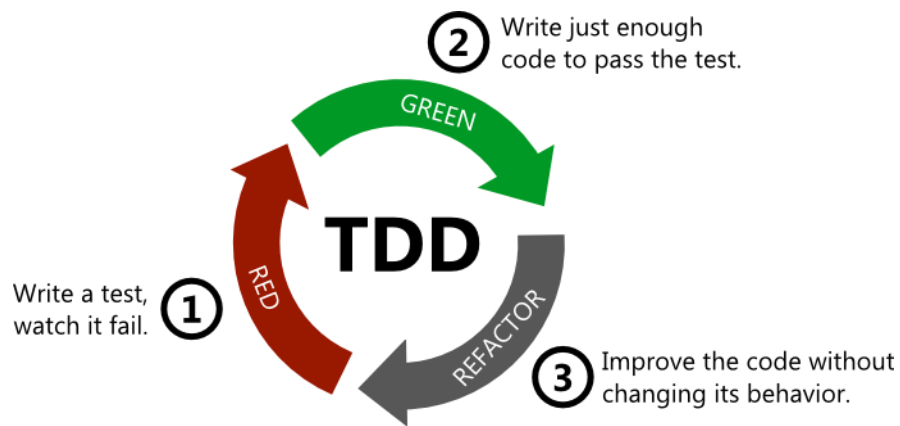 2
Write just enough
code to pass the test.
GREEN
TDD
RED
Write a test,
watch it fail.
1
REFACTOR
3
Improve the code without
changing its behavior.